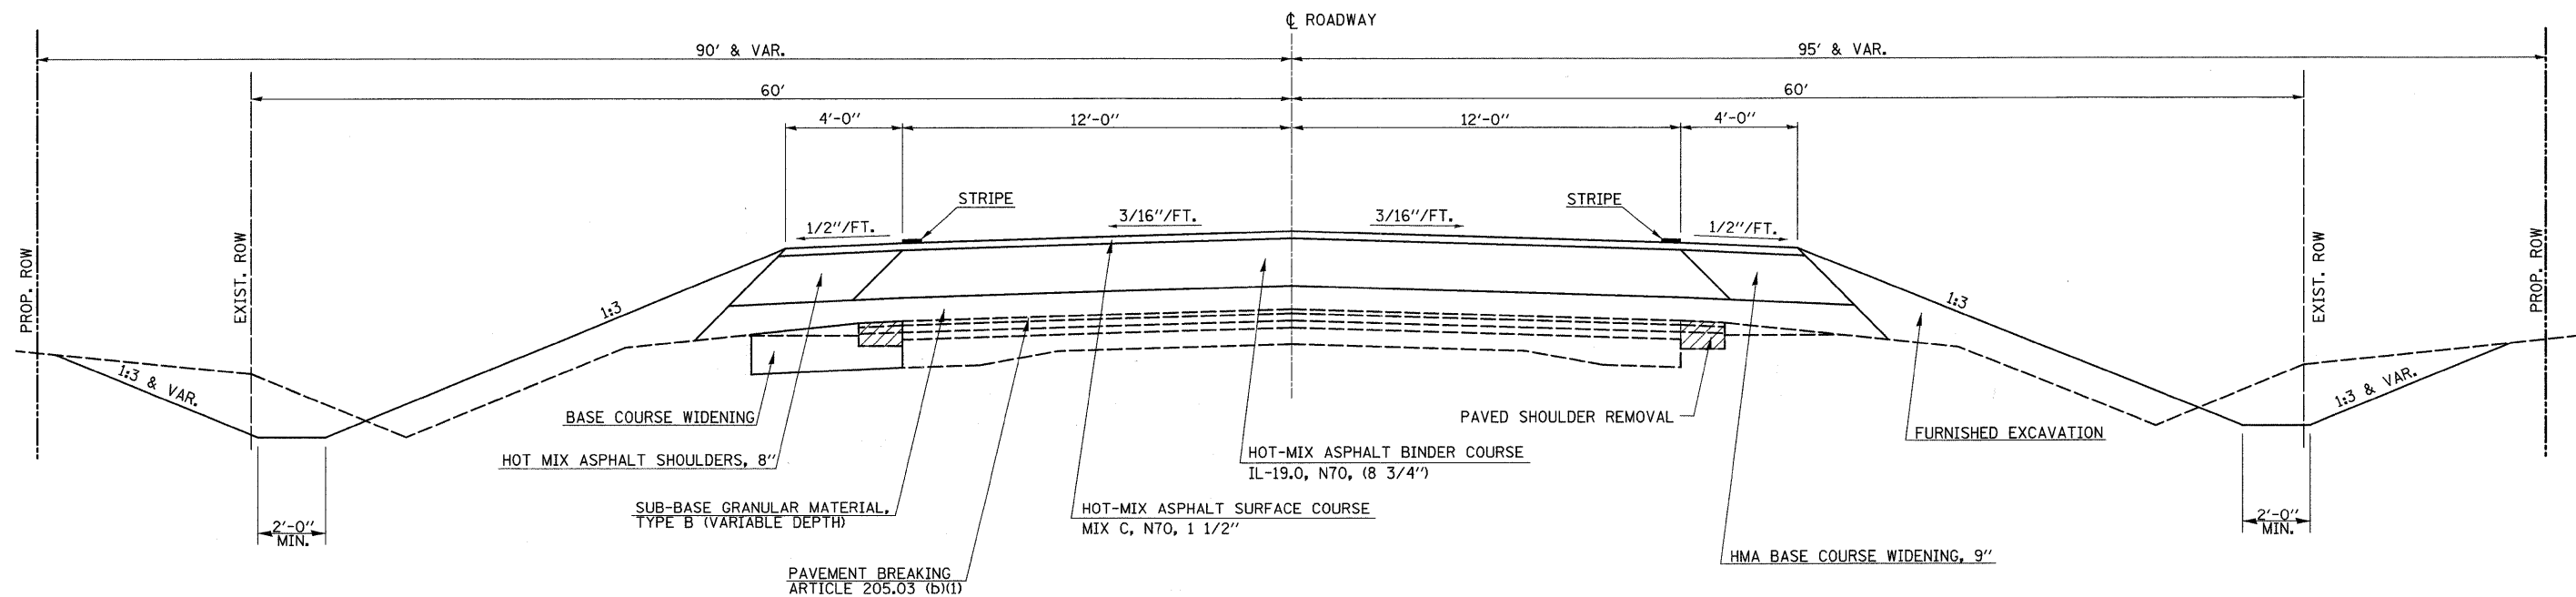 ℄ ROADWAY
90' & VAR.
95' & VAR.
60'
60'
4'-0"
12'-0"
12'-0"
4'-0"
STRIPE
STRIPE
1/2"/FT.
3/16"/FT.
3/16"/FT.
1/2"/FT.
PROP. ROW
EXIST. ROW
EXIST. ROW
PROP. ROW
1:3
1:3
1:3 & VAR.
1:3 & VAR.
BASE COURSE WIDENING
PAVED SHOULDER REMOVAL
FURNISHED EXCAVATION
HOT MIX ASPHALT SHOULDERS, 8"
HOT-MIX ASPHALT BINDER COURSE
IL-19.0, N70, (8 3/4")
SUB-BASE GRANULAR MATERIAL,
TYPE B (VARIABLE DEPTH)
HOT-MIX ASPHALT SURFACE COURSE
MIX C, N70, 1 1/2"
2'-0"
MIN.
2'-0"
MIN.
HMA BASE COURSE WIDENING, 9"
PAVEMENT BREAKING
ARTICLE 205.03 (b)(1)